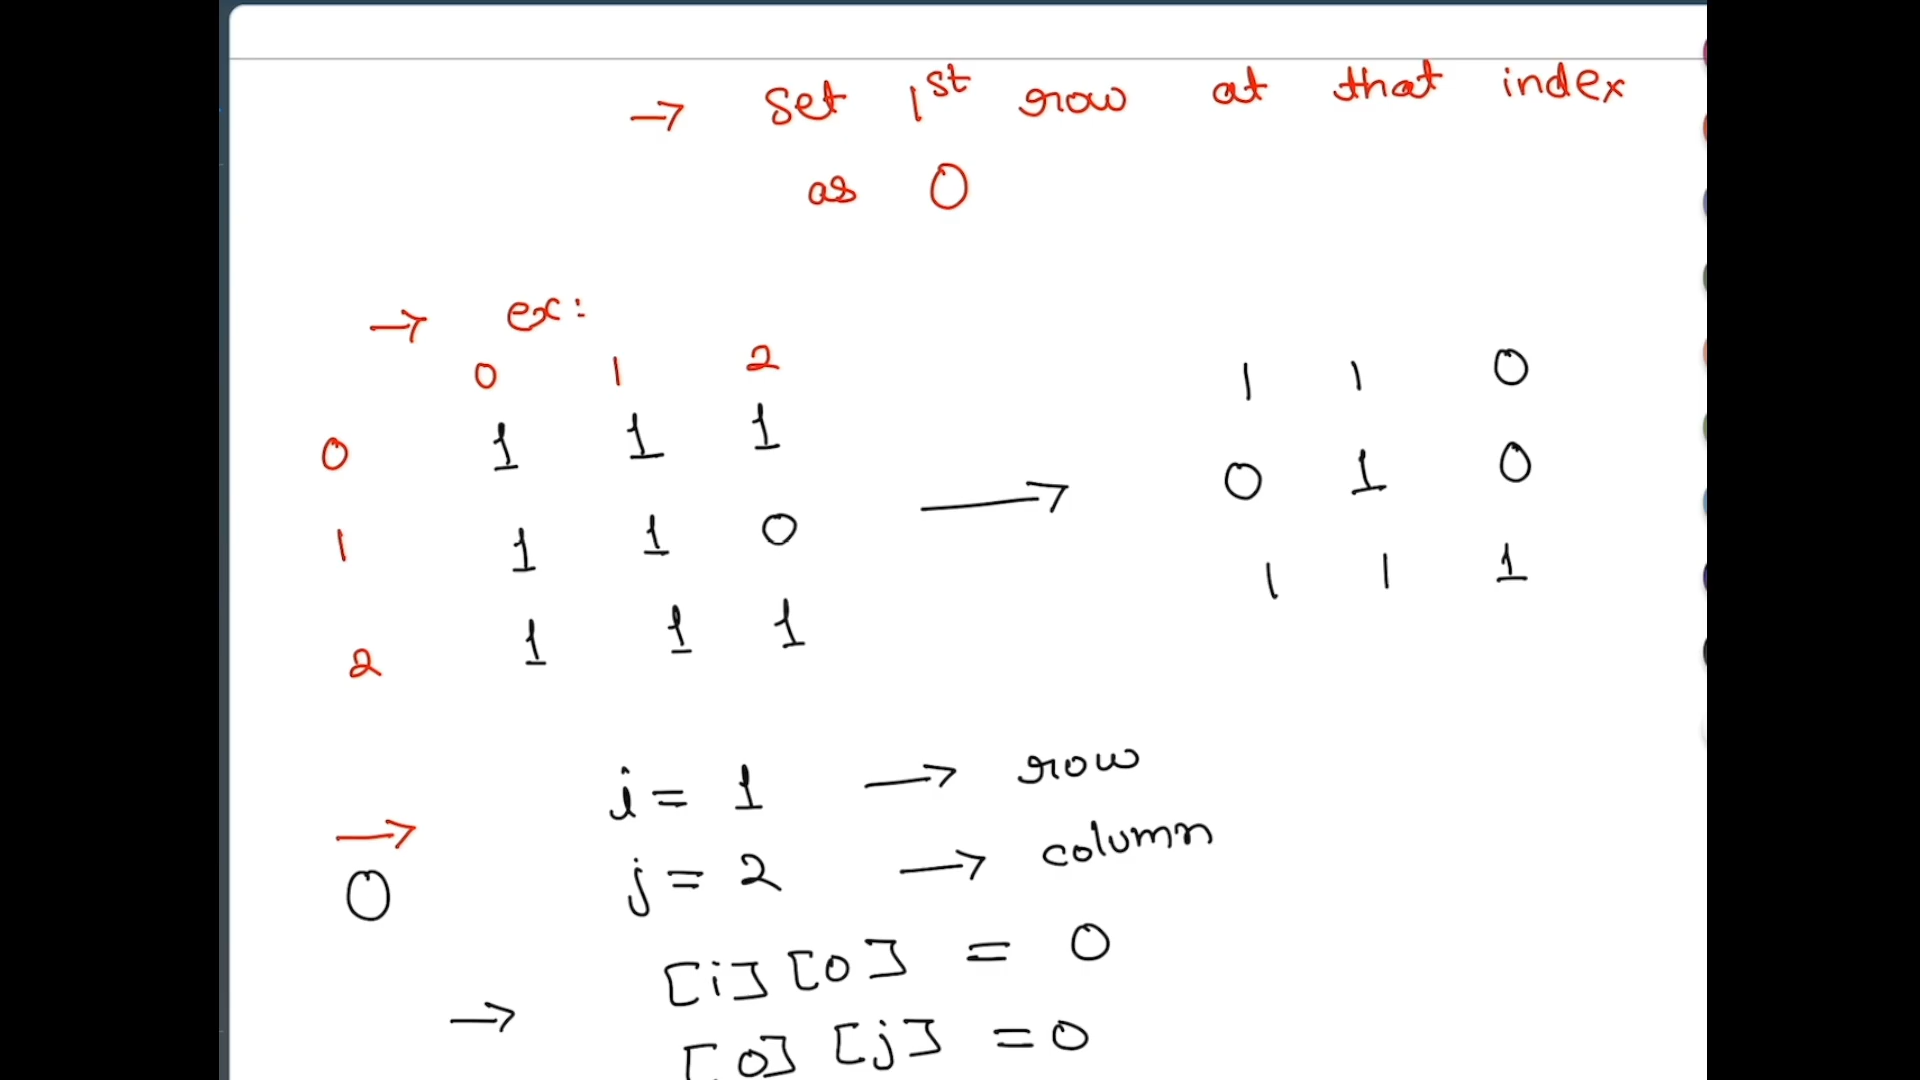 → Set 1st row at that index
as 0
→ ex:
0 1 2
0 1 1 1 → 1 1 0
1 1 1 0 0 1 0
2 1 1 1 1 1 1
→ i = 1 → row
0 j = 2 → column
→ [i][0] = 0
[0][j] = 0